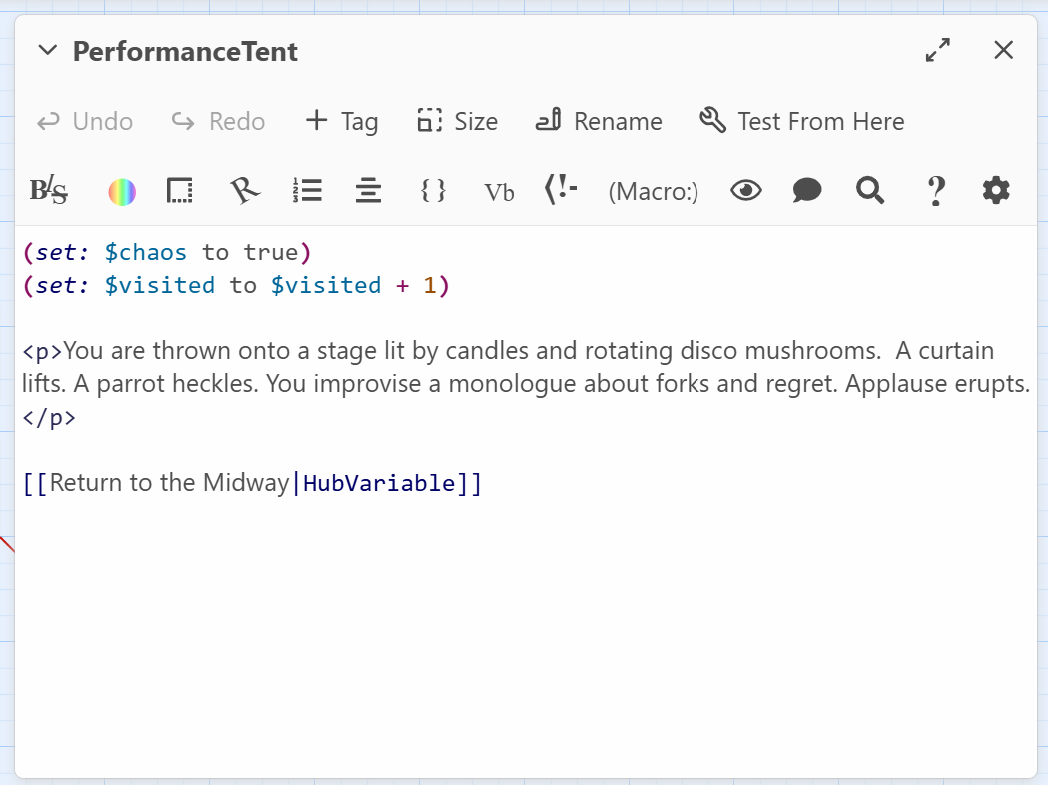 PerformanceTent
Undo Redo + Tag Size Rename Test From Here
B/S Vb (!- (Macro:) ?
(set: $chaos to true)
(set: $visited to $visited + 1)
<p>You are thrown onto a stage lit by candles and rotating disco mushrooms.  A curtain
lifts. A parrot heckles. You improvise a monologue about forks and regret. Applause erupts.
</p>
[[Return to the Midway|HubVariable]]